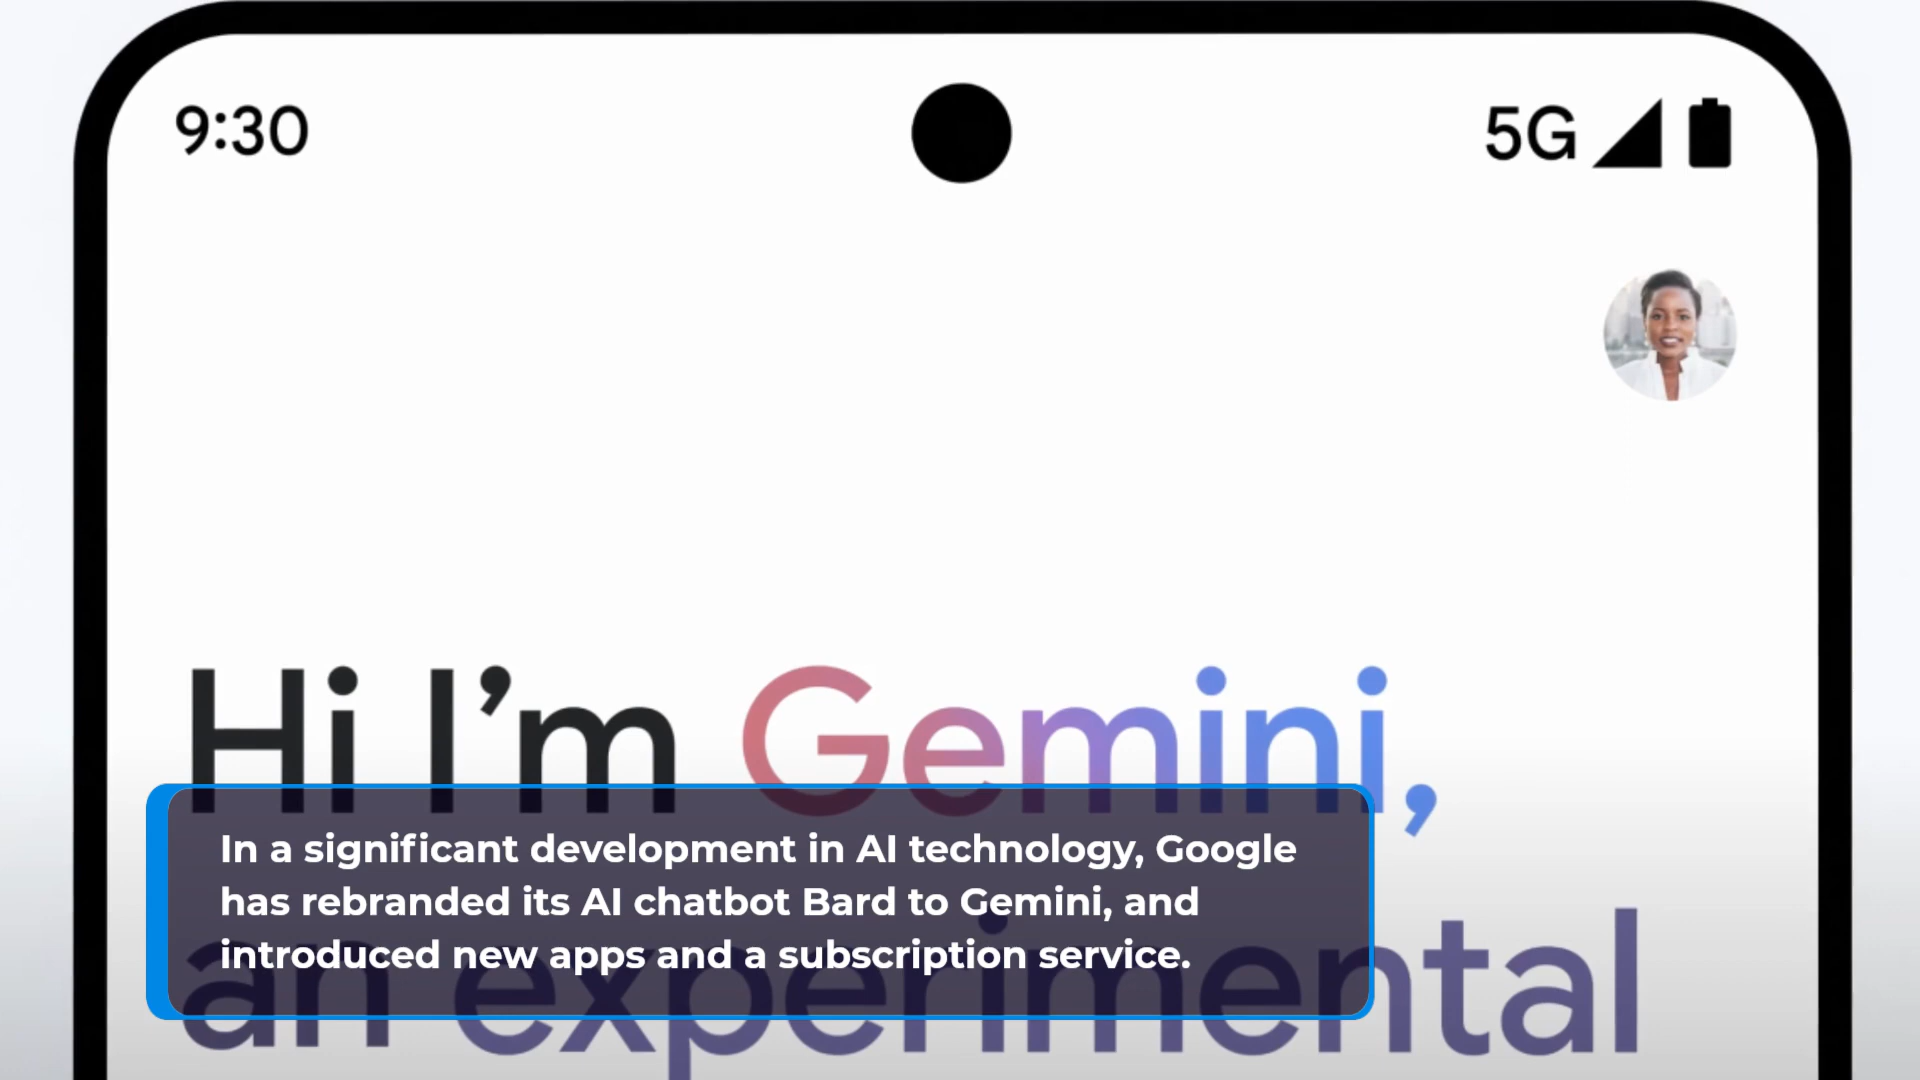 9:30
5G
Hi I’m Gemini,
In a significant development in AI technology, Google
has rebranded its AI chatbot Bard to Gemini, and
introduced new apps and a subscription service.
an experimental